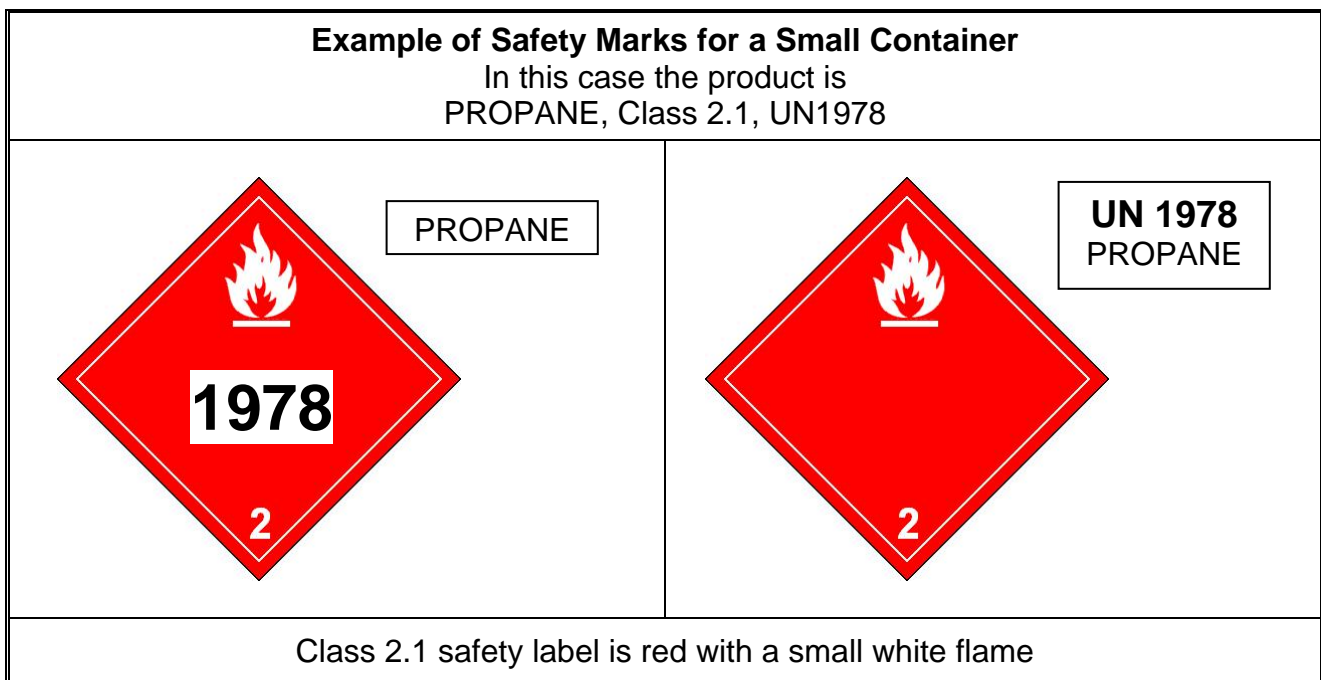 Example of Safety Marks for a Small Container
In this case the product is
PROPANE, Class 2.1, UN1978
PROPANE
1978
2
UN 1978
PROPANE
2
Class 2.1 safety label is red with a small white flame